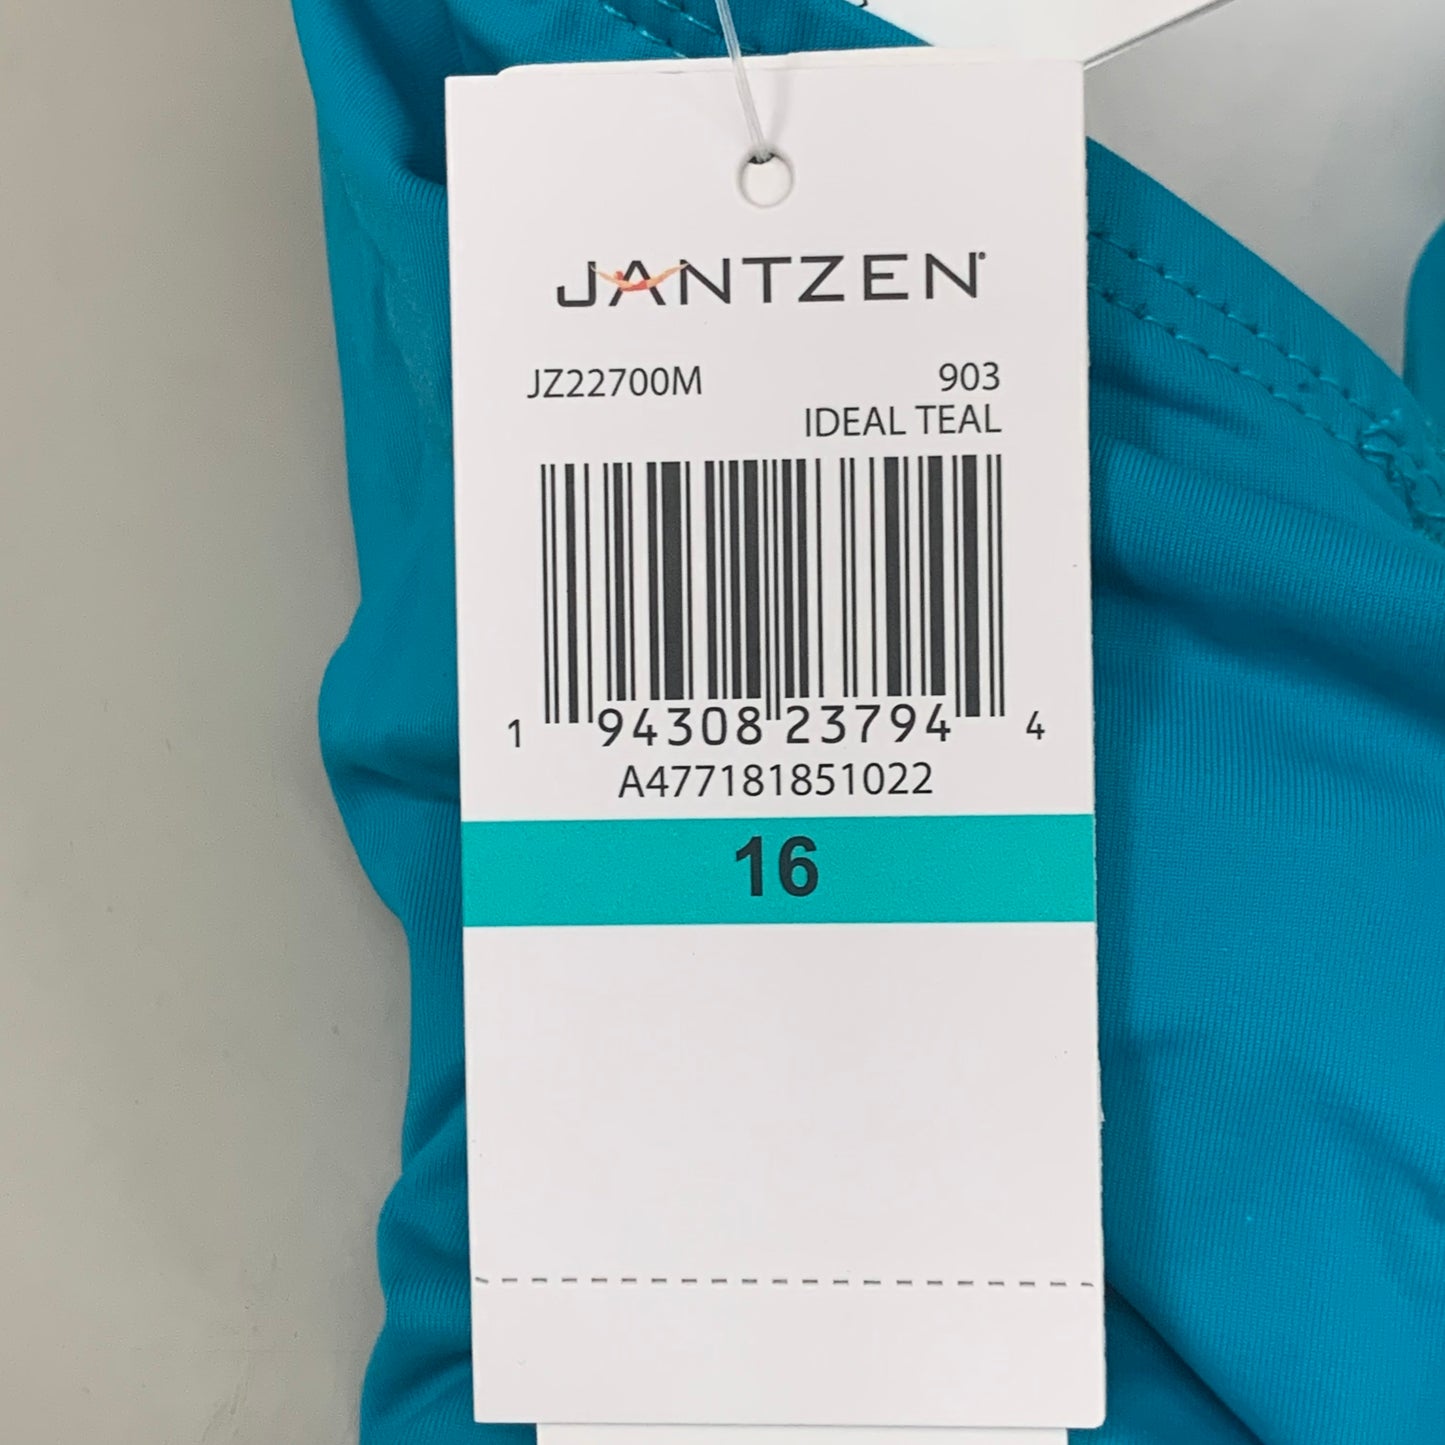 JANTZEN
JZ22700M 903
IDEAL TEAL
1 94308 23794 4
A477181851022
16